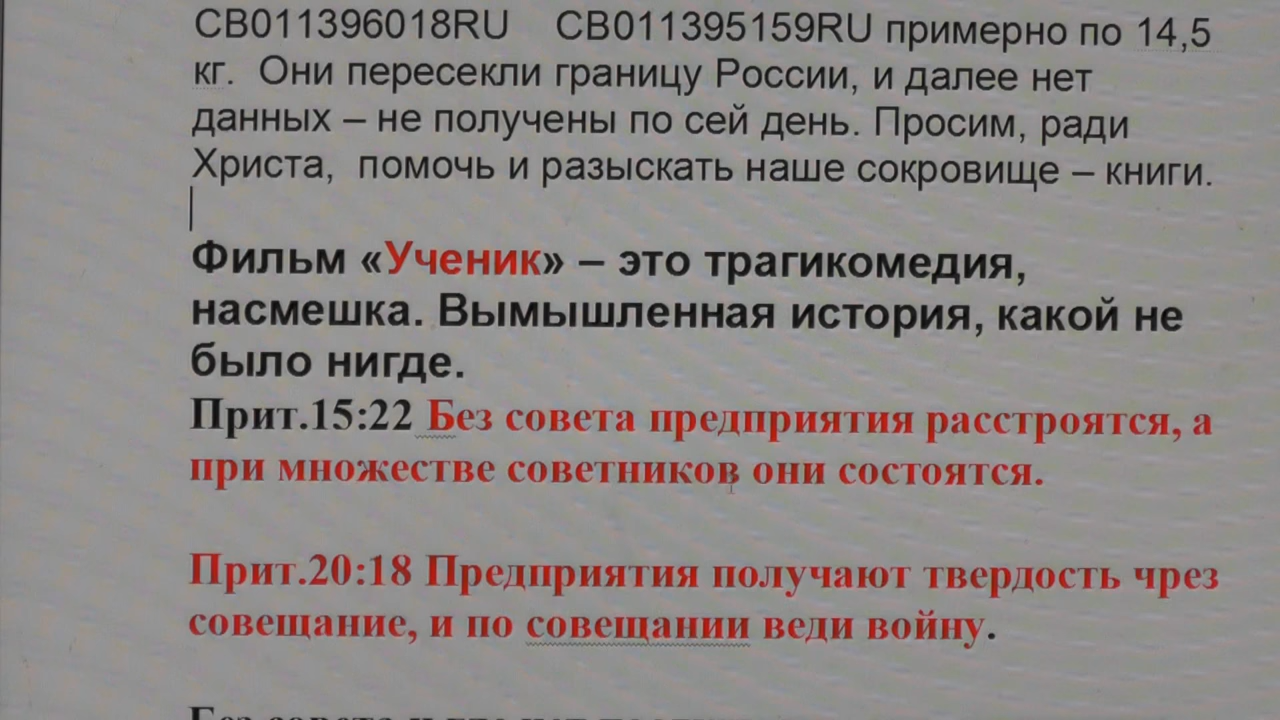 CB011396018RU CB011395159RU примерно по 14,5
кг. Они пересекли границу России, и далее нет
данных – не получены по сей день. Просим, ради
Христа, помочь и разыскать наше сокровище – книги.
Фильм «Ученик» – это трагикомедия,
насмешка. Вымышленная история, какой не
было нигде.
Прит.15:22 Без совета предприятия расстроятся, а
при множестве советников они состоятся.
Прит.20:18 Предприятия получают твердость чрез
совещание, и по совещании веди войну.